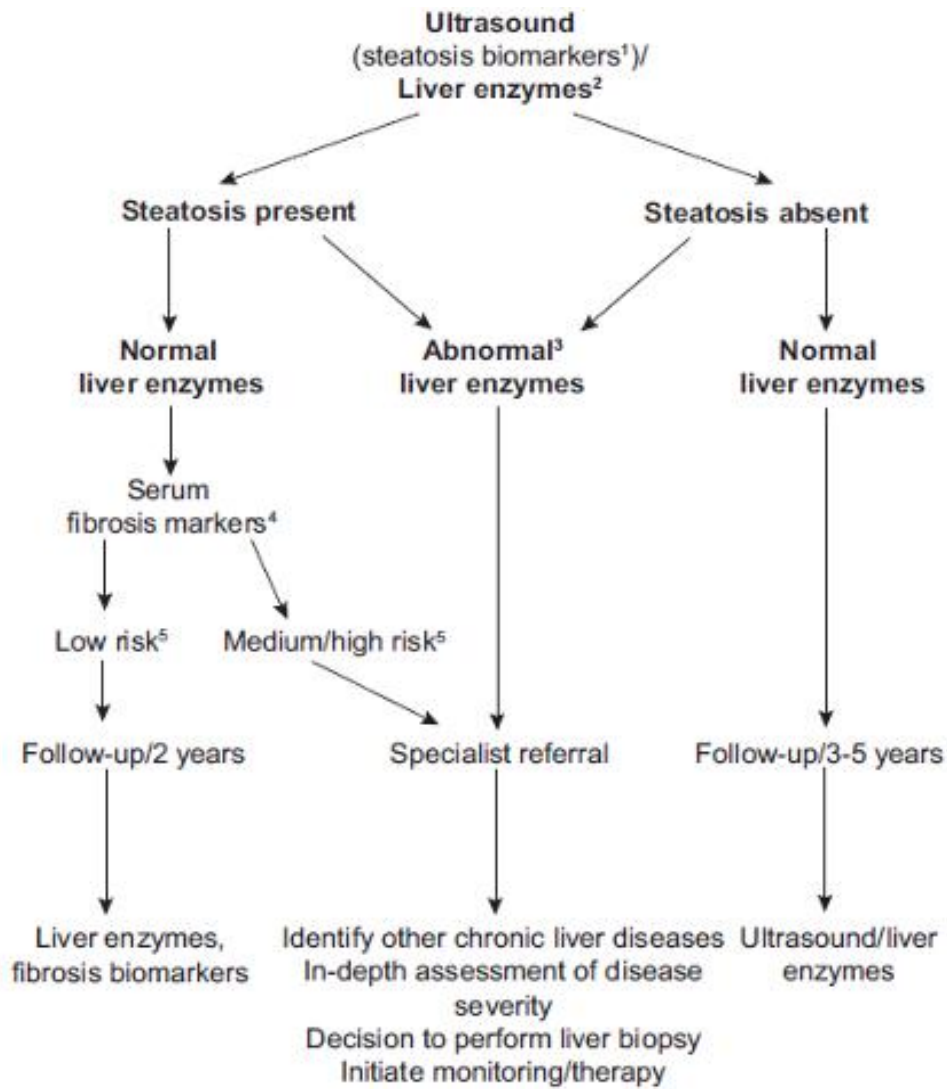 Ultrasound
(steatosis biomarkers¹)/
Liver enzymes²
Steatosis present
Steatosis absent
Normal
liver enzymes
Abnormal³
liver enzymes
Normal
liver enzymes
Serum
fibrosis markers⁴
Low risk⁵
Medium/high risk⁵
Follow-up/2 years
Specialist referral
Follow-up/3-5 years
Liver enzymes,
fibrosis biomarkers
Identify other chronic liver diseases
In-depth assessment of disease
severity
Decision to perform liver biopsy
Initiate monitoring/therapy
Ultrasound/liver
enzymes